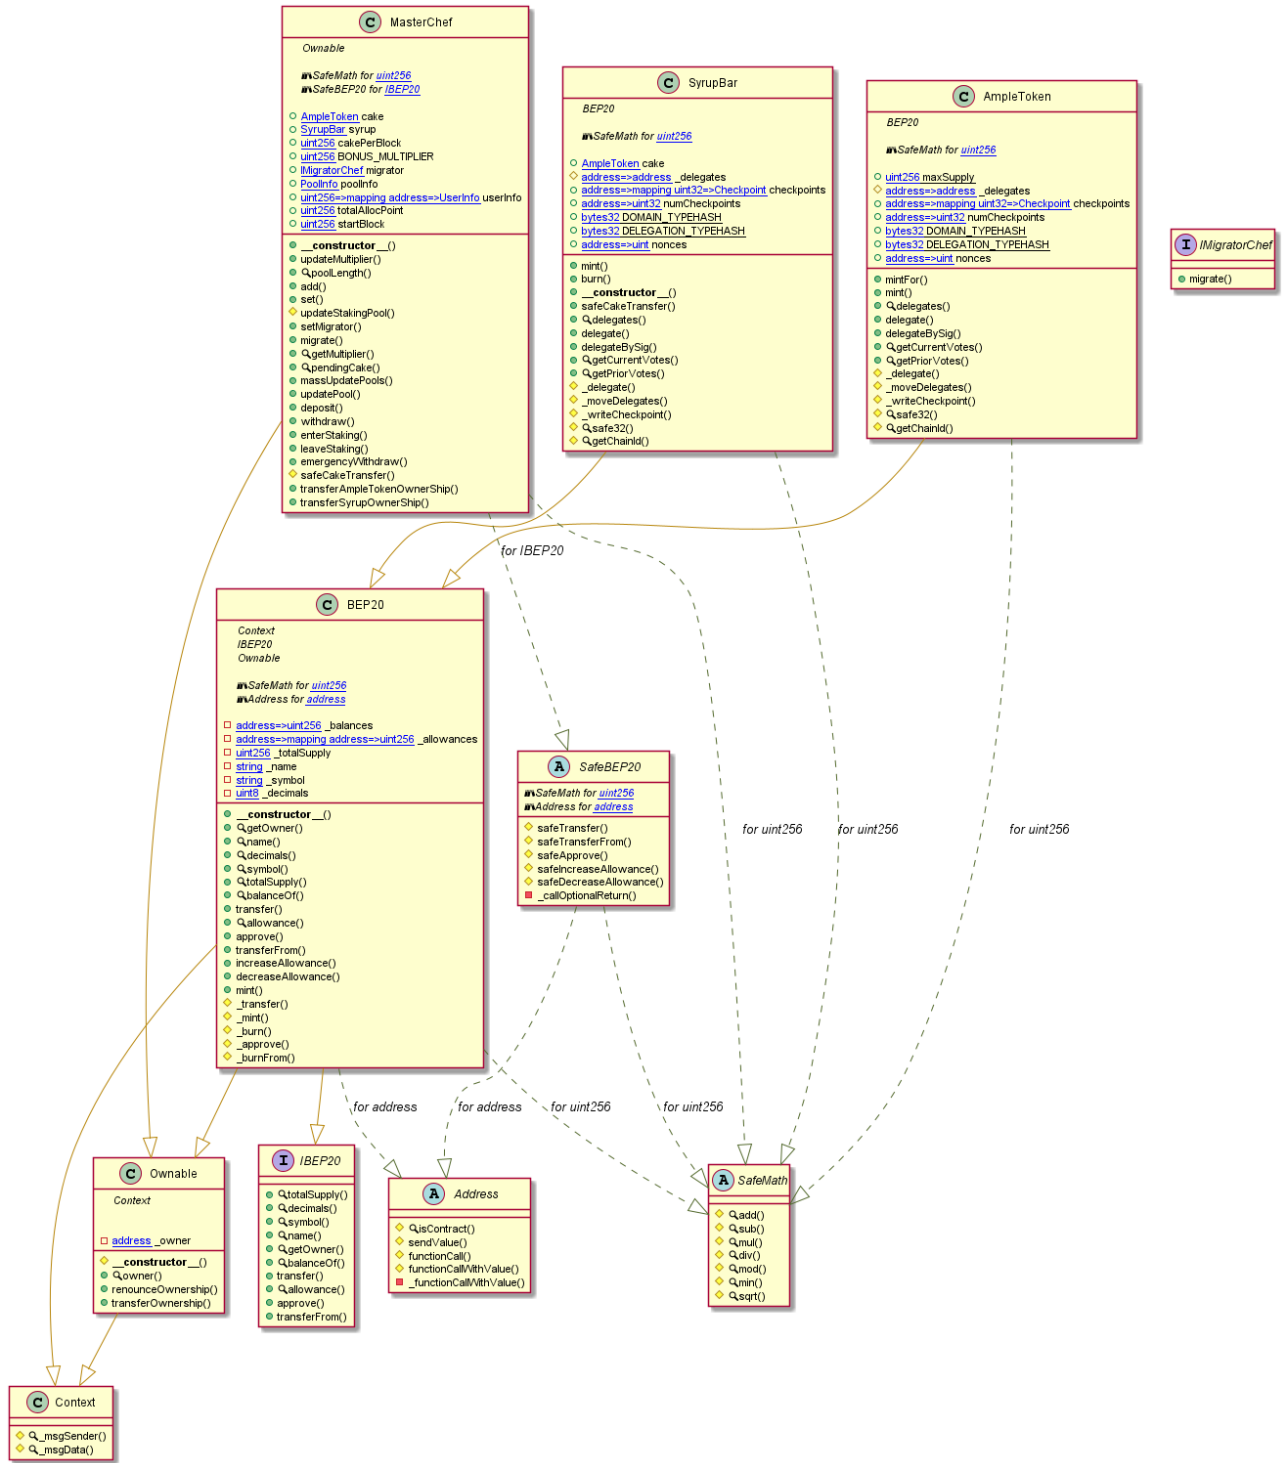 C MasterChef
Ownable
SafeMath for uint256
SafeBEP20 for IBEP20
AmpleToken cake
SyrupBar syrup
uint256 cakePerBlock
uint256 BONUS_MULTIPLIER
IMigratorChef migrator
PoolInfo poolInfo
uint256=>mapping address=>UserInfo userInfo
uint256 totalAllocPoint
uint256 startBlock
__constructor__()
updateMultiplier()
poolLength()
add()
set()
updateStakingPool()
setMigrator()
migrate()
getMultiplier()
pendingCake()
massUpdatePools()
updatePool()
deposit()
withdraw()
enterStaking()
leaveStaking()
emergencyWithdraw()
safeCakeTransfer()
transferAmpleTokenOwnerShip()
transferSyrupOwnerShip()
C SyrupBar
BEP20
SafeMath for uint256
AmpleToken cake
address=>address _delegates
address=>mapping uint32=>Checkpoint checkpoints
address=>uint32 numCheckpoints
bytes32 DOMAIN_TYPEHASH
bytes32 DELEGATION_TYPEHASH
address=>uint nonces
mint()
burn()
__constructor__()
safeCakeTransfer()
delegates()
delegate()
delegateBySig()
getCurrentVotes()
getPriorVotes()
_delegate()
_moveDelegates()
_writeCheckpoint()
safe32()
getChainId()
C AmpleToken
BEP20
SafeMath for uint256
uint256 maxSupply
address=>address _delegates
address=>mapping uint32=>Checkpoint checkpoints
address=>uint32 numCheckpoints
bytes32 DOMAIN_TYPEHASH
bytes32 DELEGATION_TYPEHASH
address=>uint nonces
mintFor()
mint()
delegates()
delegate()
delegateBySig()
getCurrentVotes()
getPriorVotes()
_delegate()
_moveDelegates()
_writeCheckpoint()
safe32()
getChainId()
I IMigratorChef
migrate()
for IBEP20
C BEP20
Context
IBEP20
Ownable
SafeMath for uint256
Address for address
address=>uint256 _balances
address=>mapping address=>uint256 _allowances
uint256 _totalSupply
string _name
string _symbol
uint8 _decimals
__constructor__()
getOwner()
name()
decimals()
symbol()
totalSupply()
balanceOf()
transfer()
allowance()
approve()
transferFrom()
increaseAllowance()
decreaseAllowance()
mint()
_transfer()
_mint()
_burn()
_approve()
_burnFrom()
A SafeBEP20
SafeMath for uint256
Address for address
safeTransfer()
safeTransferFrom()
safeApprove()
safeIncreaseAllowance()
safeDecreaseAllowance()
_callOptionalReturn()
for uint256
for uint256
for uint256
for address
for address
for uint256
for uint256
C Ownable
Context
address _owner
__constructor__()
owner()
renounceOwnership()
transferOwnership()
I IBEP20
totalSupply()
decimals()
symbol()
name()
getOwner()
balanceOf()
transfer()
allowance()
approve()
transferFrom()
A Address
isContract()
sendValue()
functionCall()
functionCallWithValue()
_functionCallWithValue()
A SafeMath
add()
sub()
mul()
div()
mod()
min()
sqrt()
C Context
_msgSender()
_msgData()